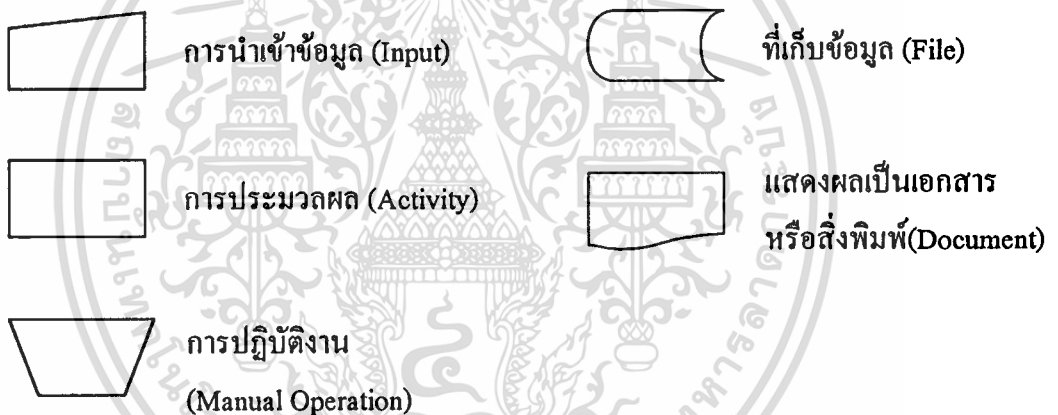 การนำเข้าข้อมูล (Input)
ที่เก็บข้อมูล (File)
การประมวลผล (Activity)
แสดงผลเป็นเอกสาร
หรือสิ่งพิมพ์(Document)
การปฏิบัติงาน
(Manual Operation)